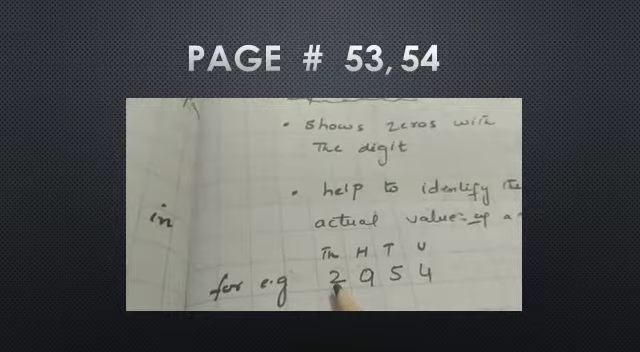 PAGE # 53, 54
• Shows zeros with
The digit
• help to identify the
in
actual value of a
Th H T U
for e.g 2 9 5 4